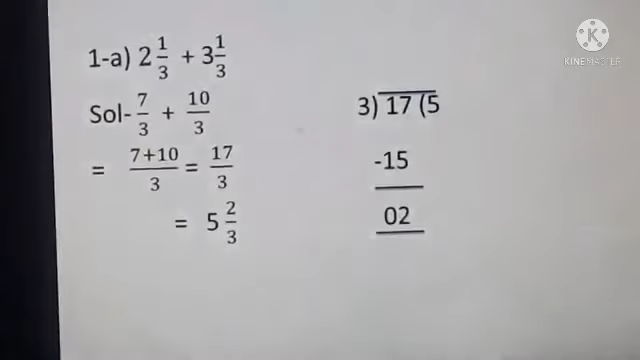 1-a) 2 1/3 + 3 1/3
Sol- 7/3 + 10/3
= 7+10/3 = 17/3
= 5 2/3
3) 17 (5
-15
02
KINEMASTER